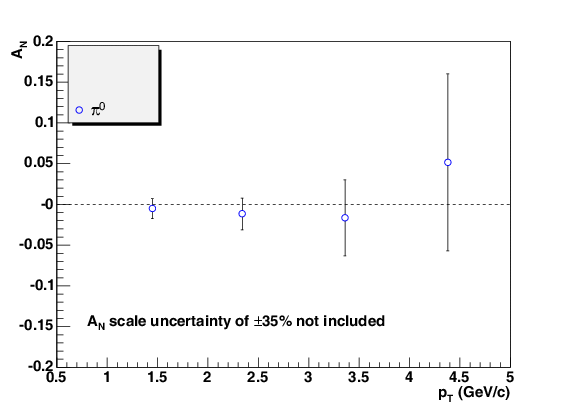 A_N
0.2
0.15
0.1
0.05
-0
-0.05
-0.1
-0.15
-0.2
π⁰
A_N scale uncertainty of ±35% not included
0.5 1 1.5 2 2.5 3 3.5 4 4.5 5
p_T (GeV/c)